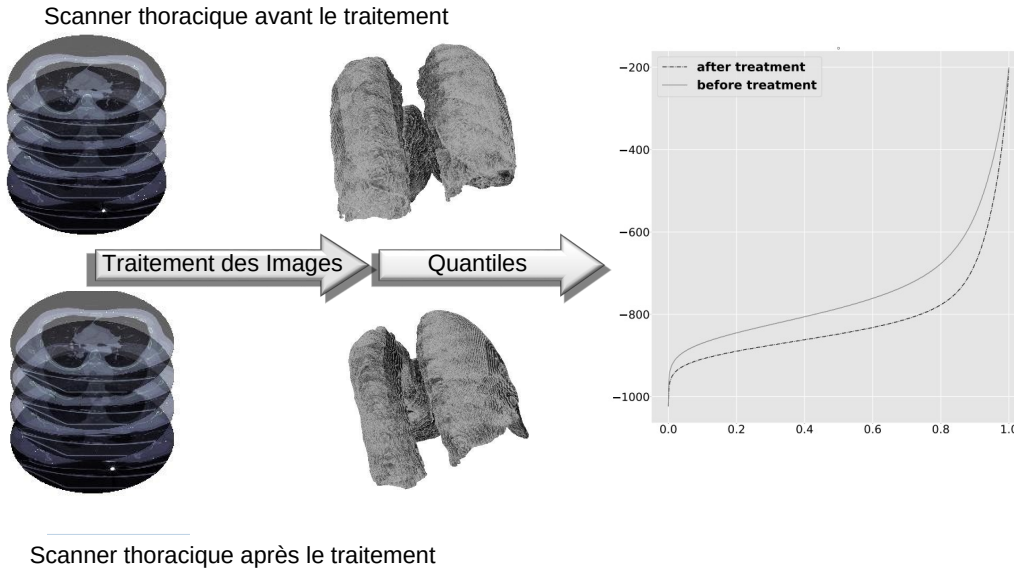 Scanner thoracique avant le traitement
after treatment
before treatment
−200
−400
−600
−800
−1000
0.0 0.2 0.4 0.6 0.8 1.0
Traitement des Images
Quantiles
Scanner thoracique après le traitement